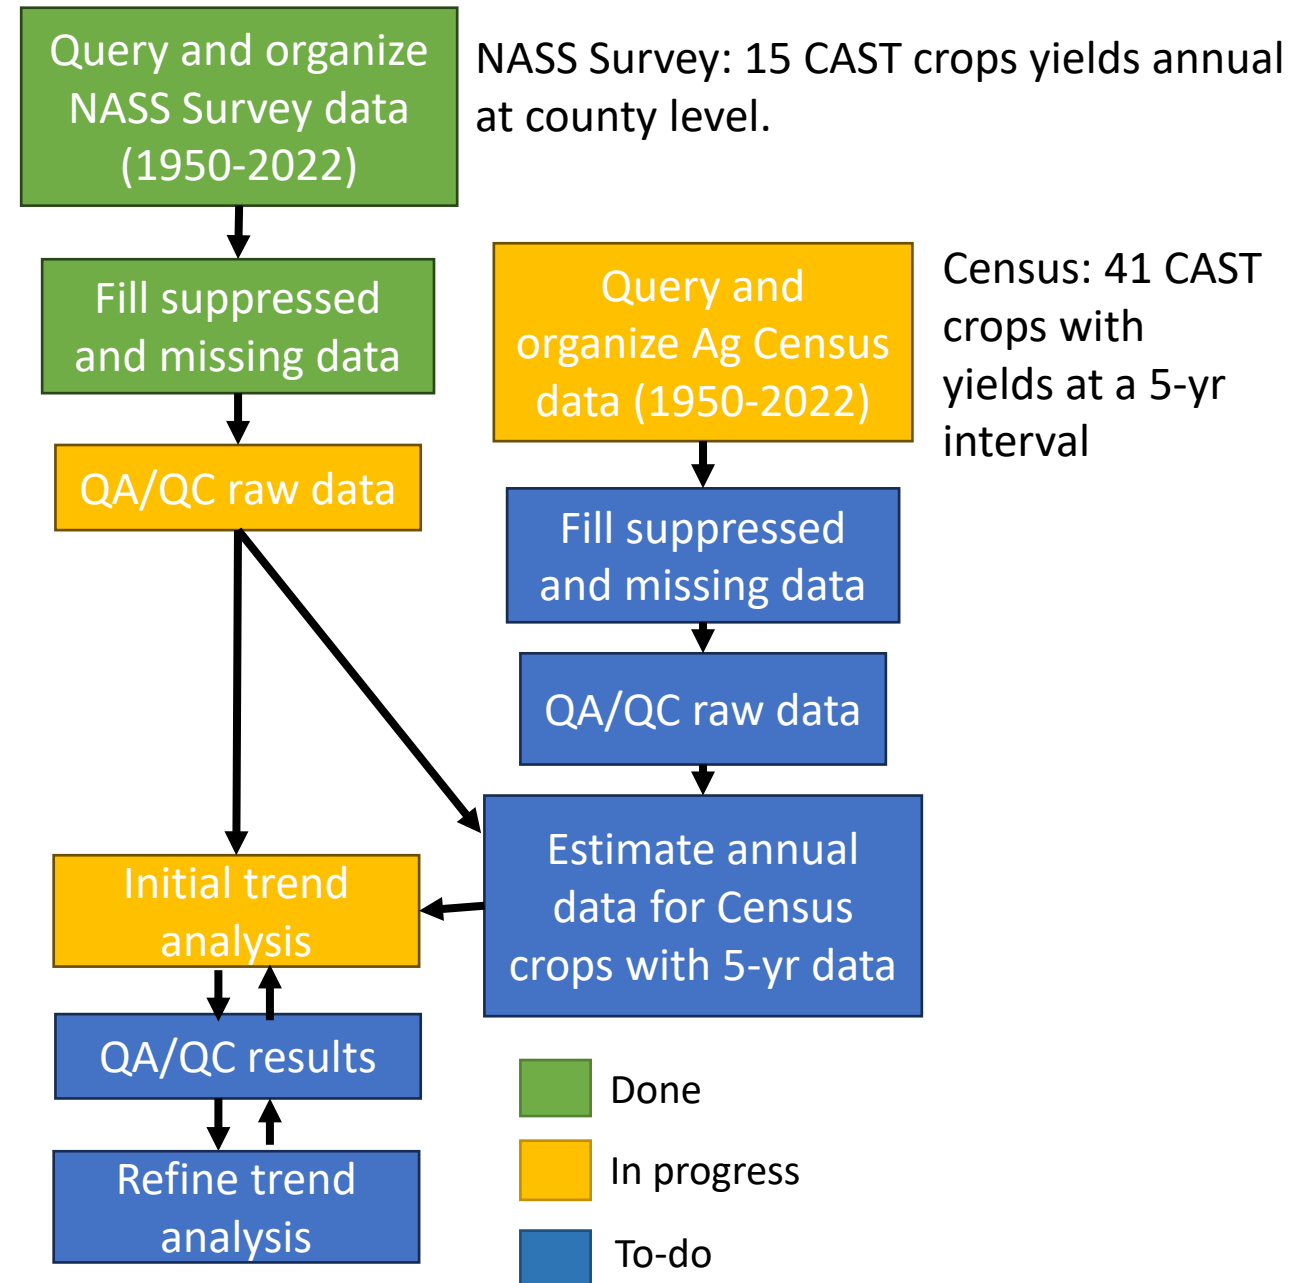 Query and organize
NASS Survey data
(1950-2022)
NASS Survey: 15 CAST crops yields annual
at county level.
Fill suppressed
and missing data
QA/QC raw data
Query and
organize Ag Census
data (1950-2022)
Census: 41 CAST
crops with
yields at a 5-yr
interval
Fill suppressed
and missing data
QA/QC raw data
Estimate annual
data for Census
crops with 5-yr data
Initial trend
analysis
QA/QC results
Refine trend
analysis
Done
In progress
To-do